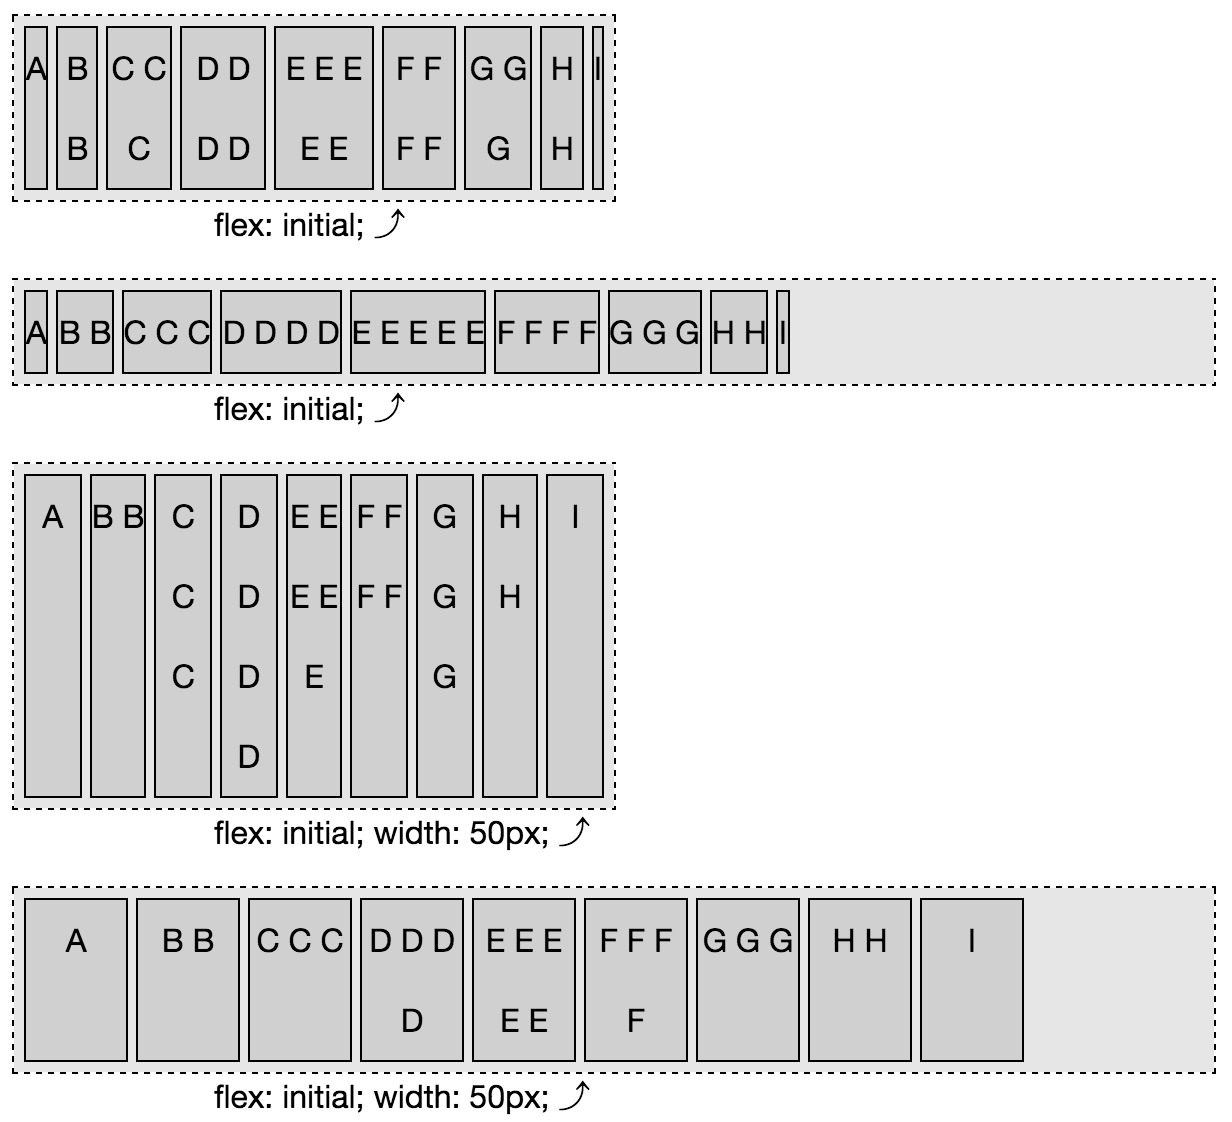 A B C C D D E E E F F G G H I
B C D D E E F F G H
flex: initial; ⤴
A B B C C C D D D D E E E E E F F F F G G G H H I
flex: initial; ⤴
A B B C D E E F F G H I
C D E E F F G H
C D E G
D
flex: initial; width: 50px; ⤴
A B B C C C D D D E E E F F F G G G H H I
D E E F
flex: initial; width: 50px; ⤴